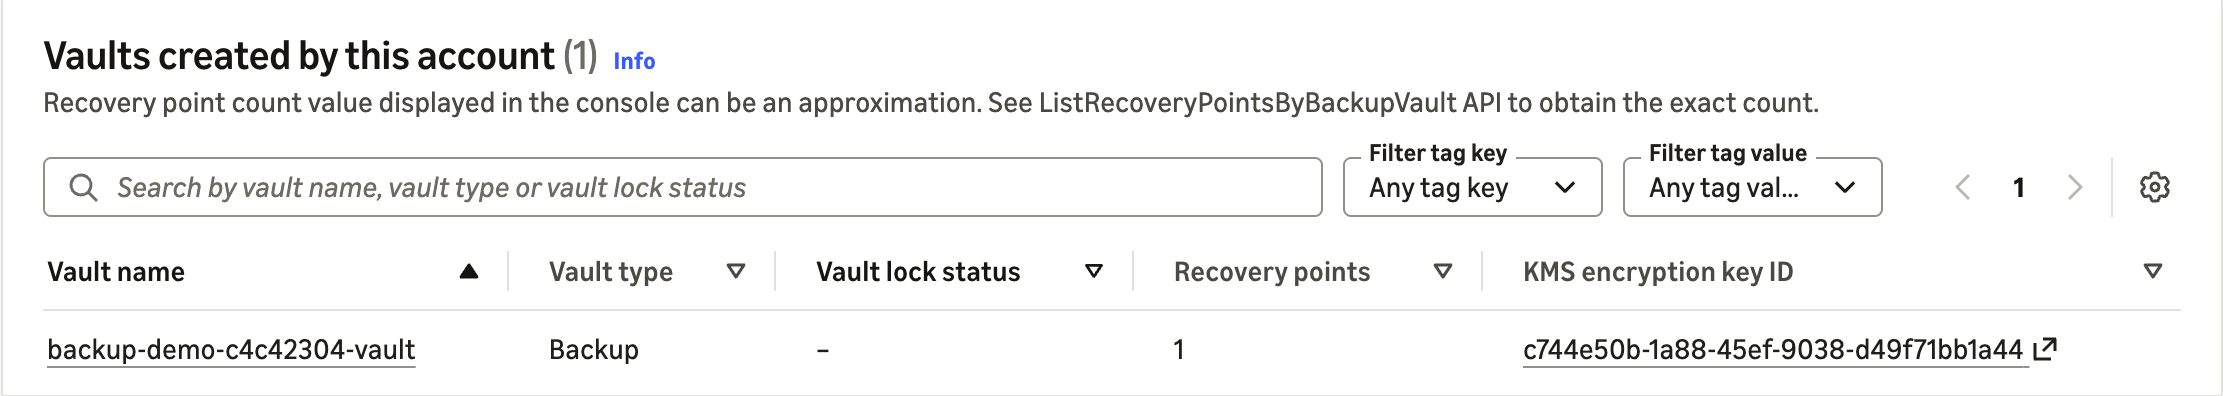 Vaults created by this account (1) Info
Recovery point count value displayed in the console can be an approximation. See ListRecoveryPointsByBackupVault API to obtain the exact count.
Search by vault name, vault type or vault lock status
Filter tag key
Any tag key
Filter tag value
Any tag val...
1
Vault name Vault type Vault lock status Recovery points KMS encryption key ID
backup-demo-c4c42304-vault Backup – 1 c744e50b-1a88-45ef-9038-d49f71bb1a44